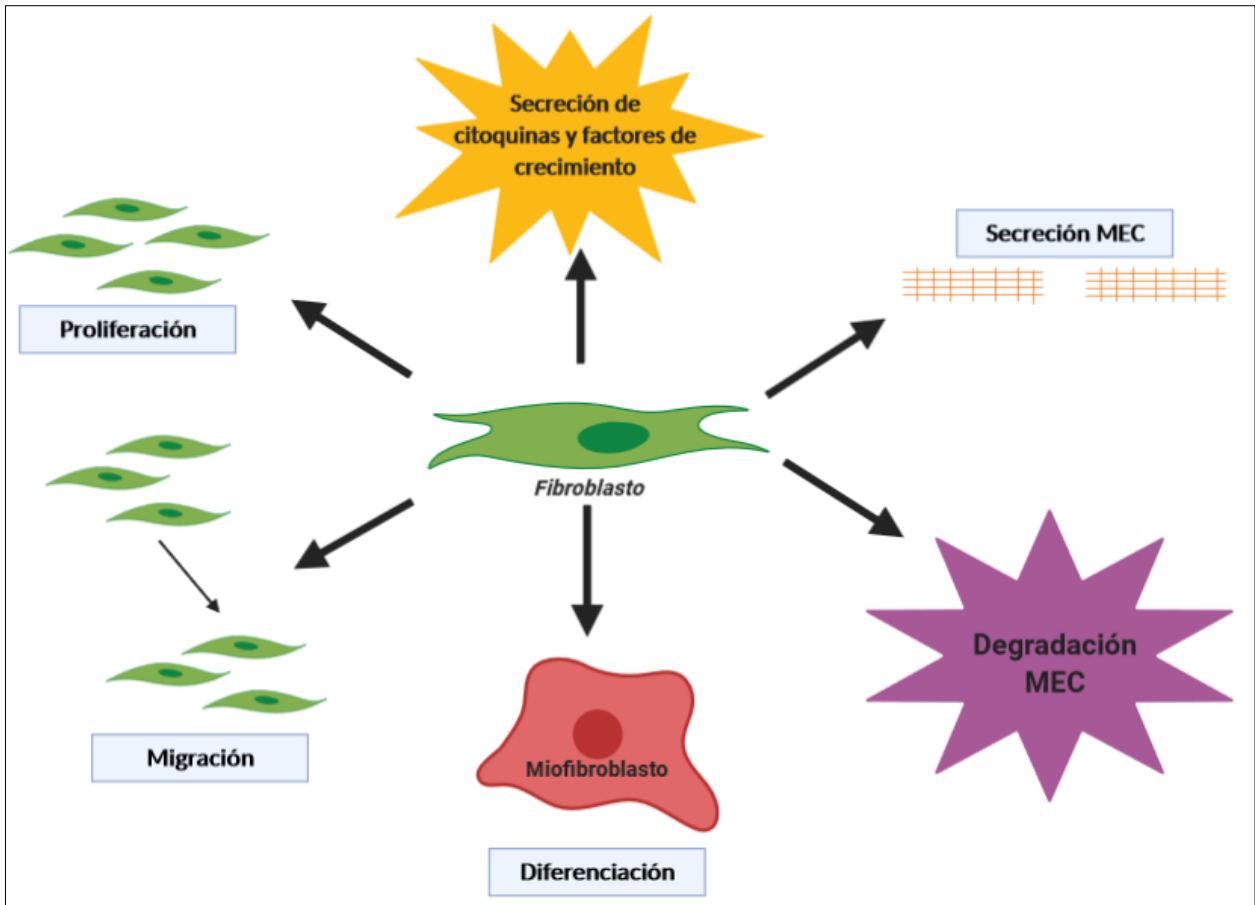 Secreción de
citoquinas y factores de
crecimiento
Secreción MEC
Proliferación
Fibroblasto
Degradación
MEC
Migración
Miofibroblasto
Diferenciación